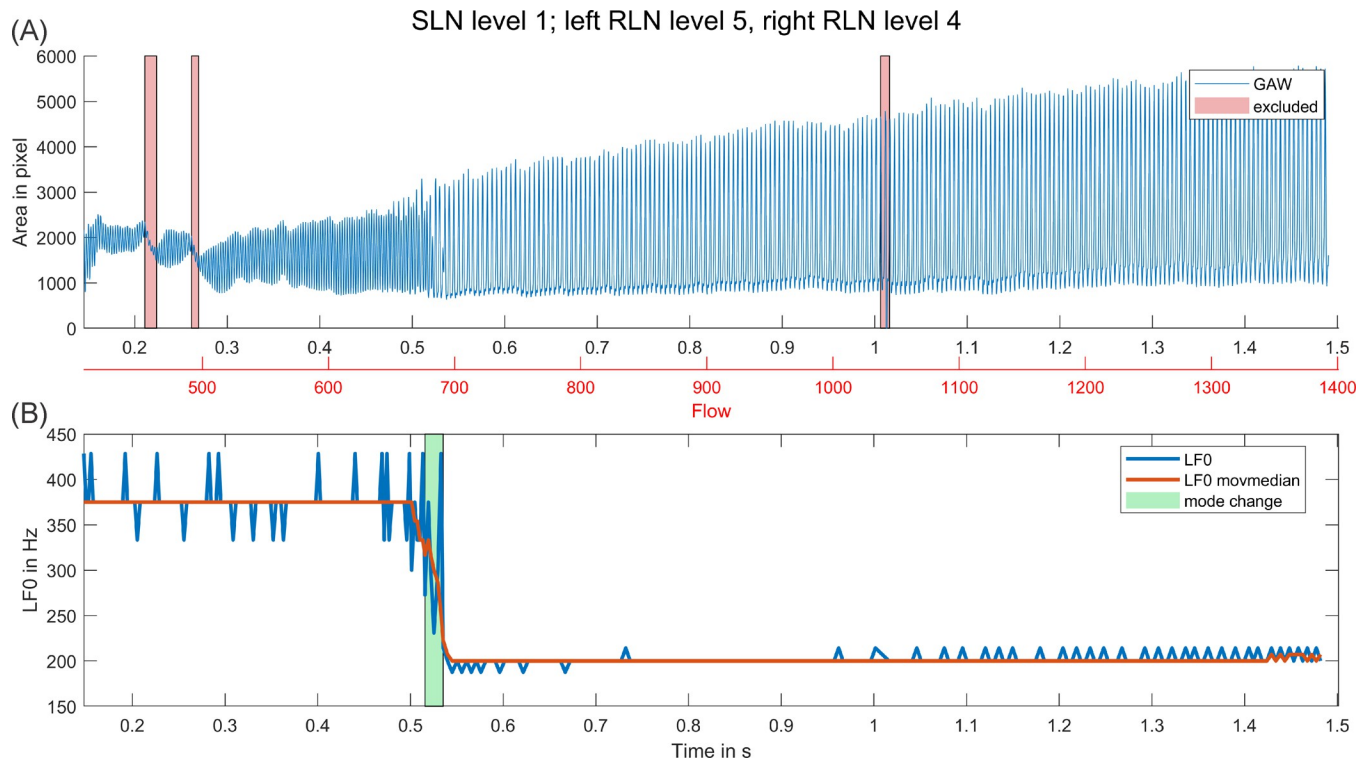 SLN level 1; left RLN level 5, right RLN level 4
(A)
6000
5000
4000
3000
2000
1000
0
Area in pixel
GAW
excluded
0.2 0.3 0.4 0.5 0.6 0.7 0.8 0.9 1 1.1 1.2 1.3 1.4 1.5
500 600 700 800 900 1000 1100 1200 1300 1400
Flow
(B)
450
400
350
300
250
200
150
LF0 in Hz
LF0
LF0 movmedian
mode change
0.2 0.3 0.4 0.5 0.6 0.7 0.8 0.9 1 1.1 1.2 1.3 1.4 1.5
Time in s